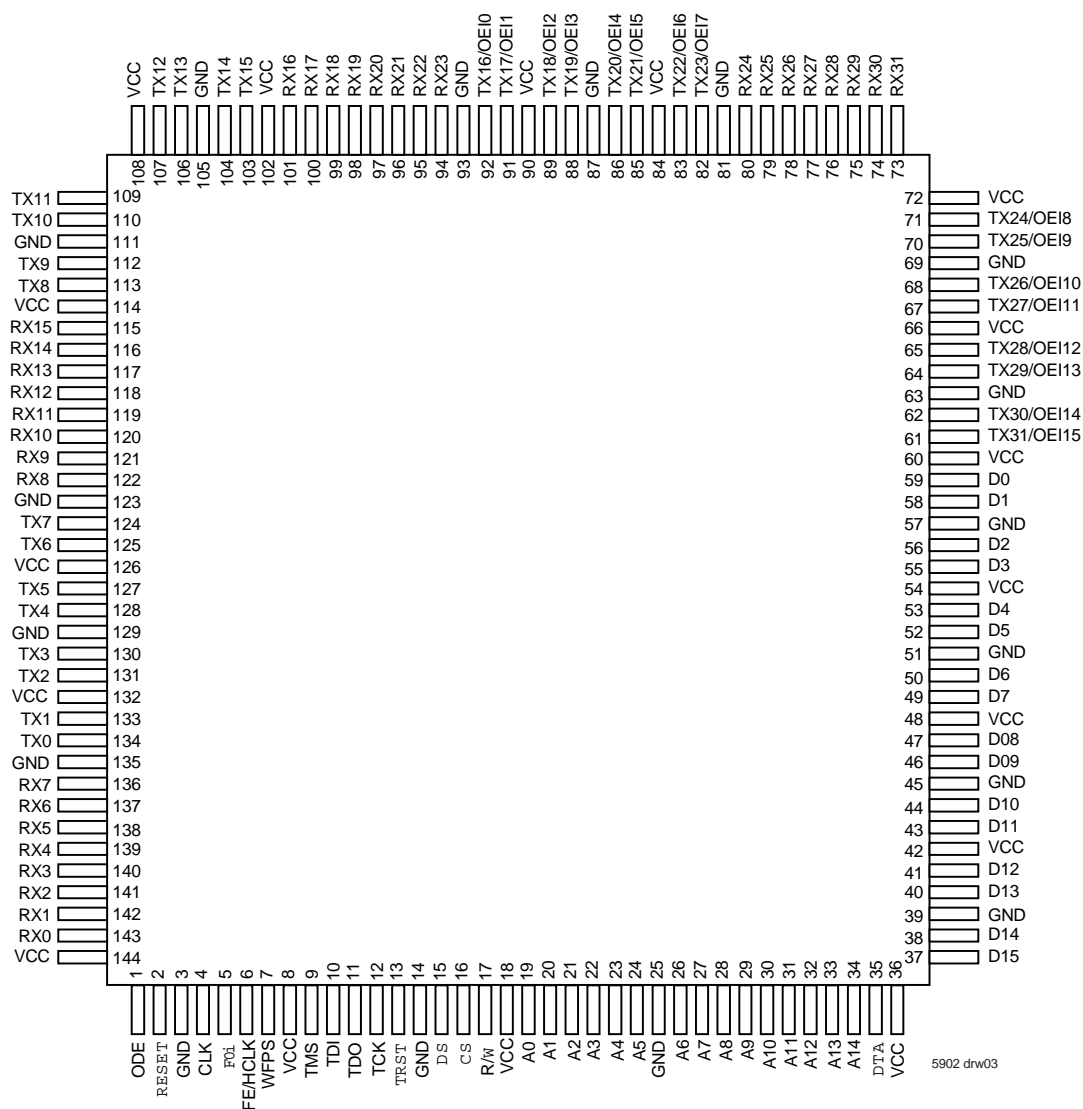 VCC
TX12
TX13
GND
TX14
TX15
VCC
RX16
RX17
RX18
RX19
RX20
RX21
RX22
RX23
GND
TX16/OEI0
TX17/OEI1
VCC
TX18/OEI2
TX19/OEI3
GND
TX20/OEI4
TX21/OEI5
VCC
TX22/OEI6
TX23/OEI7
GND
RX24
RX25
RX26
RX27
RX28
RX29
RX30
RX31
108
107
106
105
104
103
102
101
100
99
98
97
96
95
94
93
92
91
90
89
88
87
86
85
84
83
82
81
80
79
78
77
76
75
74
73
TX11 109 72 VCC
TX10 110 71 TX24/OEI8
GND 111 70 TX25/OEI9
TX9 112 69 GND
TX8 113 68 TX26/OEI10
VCC 114 67 TX27/OEI11
RX15 115 66 VCC
RX14 116 65 TX28/OEI12
RX13 117 64 TX29/OEI13
RX12 118 63 GND
RX11 119 62 TX30/OEI14
RX10 120 61 TX31/OEI15
RX9 121 60 VCC
RX8 122 59 D0
GND 123 58 D1
TX7 124 57 GND
TX6 125 56 D2
VCC 126 55 D3
TX5 127 54 VCC
TX4 128 53 D4
GND 129 52 D5
TX3 130 51 GND
TX2 131 50 D6
VCC 132 49 D7
TX1 133 48 VCC
TX0 134 47 D08
GND 135 46 D09
RX7 136 45 GND
RX6 137 44 D10
RX5 138 43 D11
RX4 139 42 VCC
RX3 140 41 D12
RX2 141 40 D13
RX1 142 39 GND
RX0 143 38 D14
VCC 144 37 D15
1
2
3
4
5
6
7
8
9
10
11
12
13
14
15
16
17
18
19
20
21
22
23
24
25
26
27
28
29
30
31
32
33
34
35
36
ODE
RESET
GND
CLK
F0i
FE/HCLK
WFPS
VCC
TMS
TDI
TDO
TCK
TRST
GND
DS
CS
R/W
VCC
A0
A1
A2
A3
A4
A5
GND
A6
A7
A8
A9
A10
A11
A12
A13
A14
DTA
VCC
5902 drw03